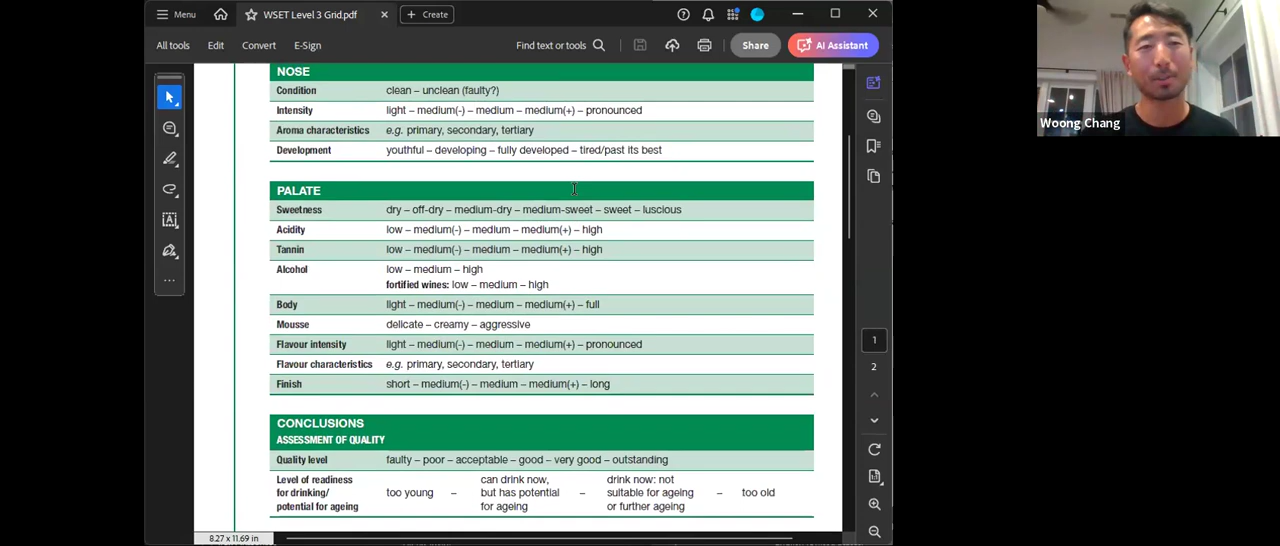 Menu
WSET Level 3 Grid.pdf
Create
All tools Edit Convert E-Sign
Find text or tools
Share
AI Assistant
NOSE
Condition clean – unclean (faulty?)
Intensity light – medium(-) – medium – medium(+) – pronounced
Aroma characteristics e.g. primary, secondary, tertiary
Development youthful – developing – fully developed – tired/past its best
PALATE
Sweetness dry – off-dry – medium-dry – medium-sweet – sweet – luscious
Acidity low – medium(-) – medium – medium(+) – high
Tannin low – medium(-) – medium – medium(+) – high
Alcohol low – medium – high
fortified wines: low – medium – high
Body light – medium(-) – medium – medium(+) – full
Mousse delicate – creamy – aggressive
Flavour intensity light – medium(-) – medium – medium(+) – pronounced
Flavour characteristics e.g. primary, secondary, tertiary
Finish short – medium(-) – medium – medium(+) – long
CONCLUSIONS
ASSESSMENT OF QUALITY
Quality level faulty – poor – acceptable – good – very good – outstanding
Level of readiness
for drinking/
potential for ageing
too young –
can drink now,
but has potential
for ageing
–
drink now: not
suitable for ageing
or further ageing
– too old
8.27 x 11.69 in
1
2
Woong Chang